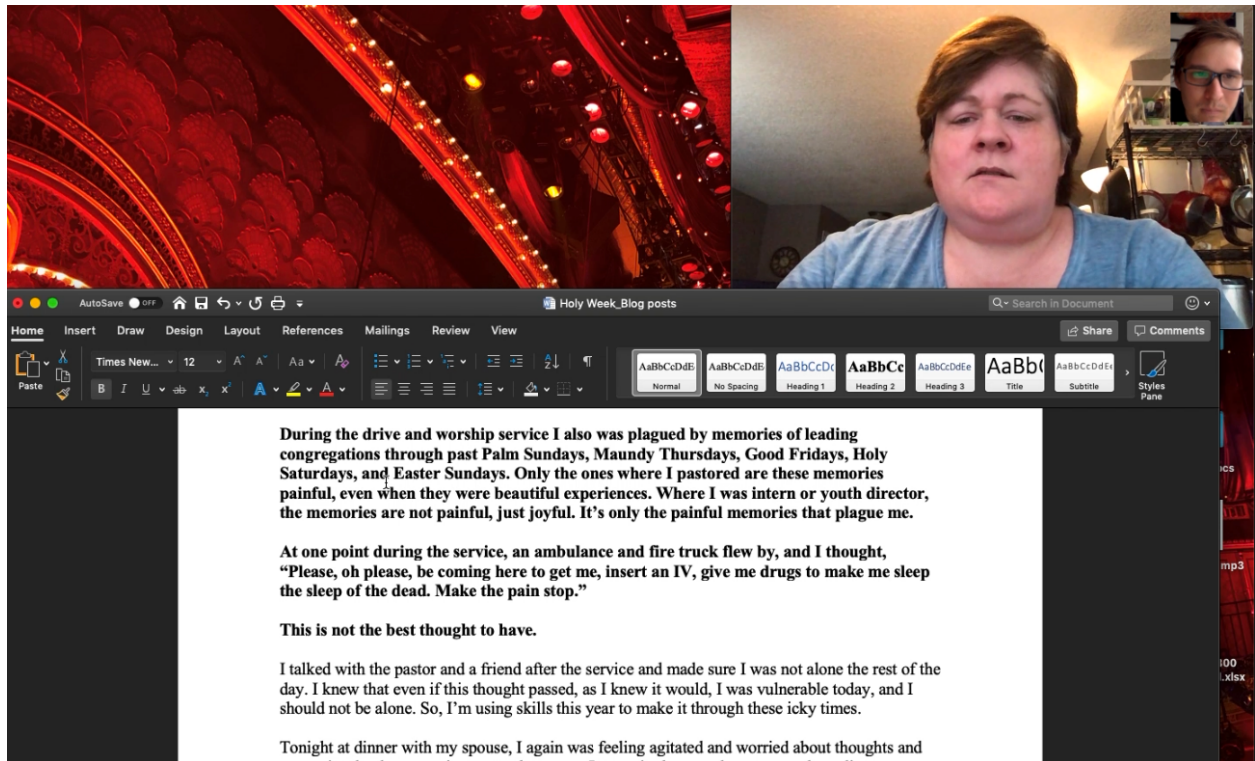 AutoSave OFF Holy Week_Blog posts Search in Document
Home Insert Draw Design Layout References Mailings Review View Share Comments
Paste Times New... 12 Aa AaBbCcDdE AaBbCcDdE AaBbCcDc AaBbCc AaBbCcDdEe AaBb( AaBbCcDdEe
B I U ab x₂ x² A A Normal No Spacing Heading 1 Heading 2 Heading 3 Title Subtitle Styles Pane
During the drive and worship service I also was plagued by memories of leading
congregations through past Palm Sundays, Maundy Thursdays, Good Fridays, Holy
Saturdays, and Easter Sundays. Only the ones where I pastored are these memories
painful, even when they were beautiful experiences. Where I was intern or youth director,
the memories are not painful, just joyful. It’s only the painful memories that plague me.
At one point during the service, an ambulance and fire truck flew by, and I thought,
“Please, oh please, be coming here to get me, insert an IV, give me drugs to make me sleep
the sleep of the dead. Make the pain stop.”
This is not the best thought to have.
I talked with the pastor and a friend after the service and made sure I was not alone the rest of the
day. I knew that even if this thought passed, as I knew it would, I was vulnerable today, and I
should not be alone. So, I’m using skills this year to make it through these icky times.
Tonight at dinner with my spouse, I again was feeling agitated and worried about thoughts and
ocs
mp3
800
l.xlsx